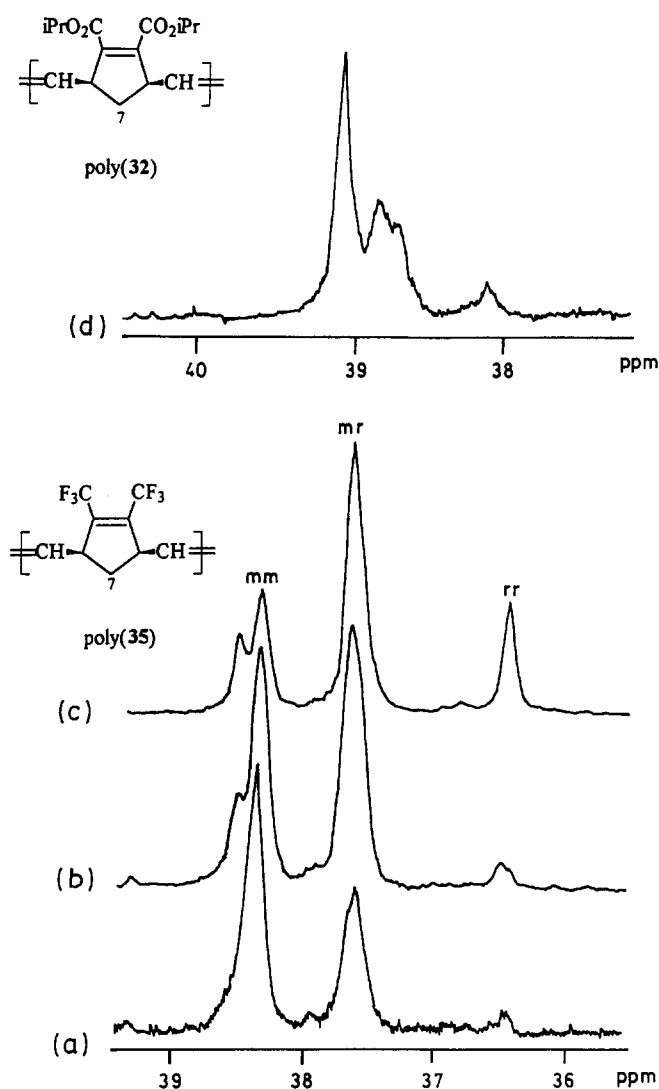 iPrO₂C CO₂iPr
CH CH
7
poly(32)
(d)
40 39 38 ppm
F₃C CF₃
CH CH
7
poly(35)
mm mr rr
(c)
(b)
(a)
39 38 37 36
ppm